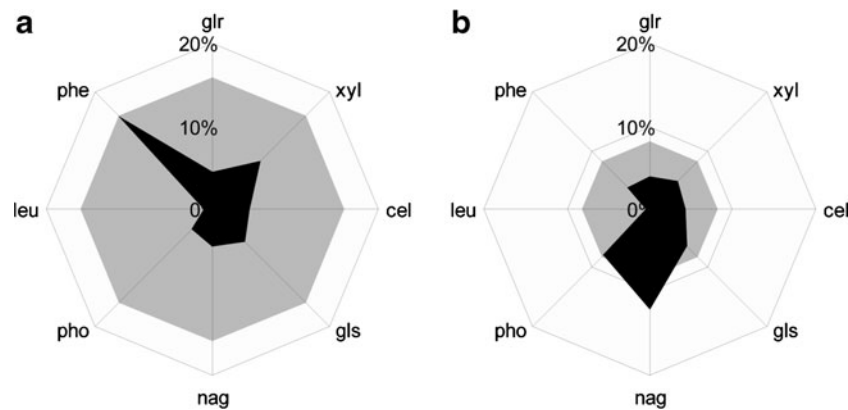 a
glr
20%
phe
xyl
10%
leu
0
cel
pho
gls
nag
b
glr
20%
phe
xyl
10%
leu
0%
cel
pho
gls
nag